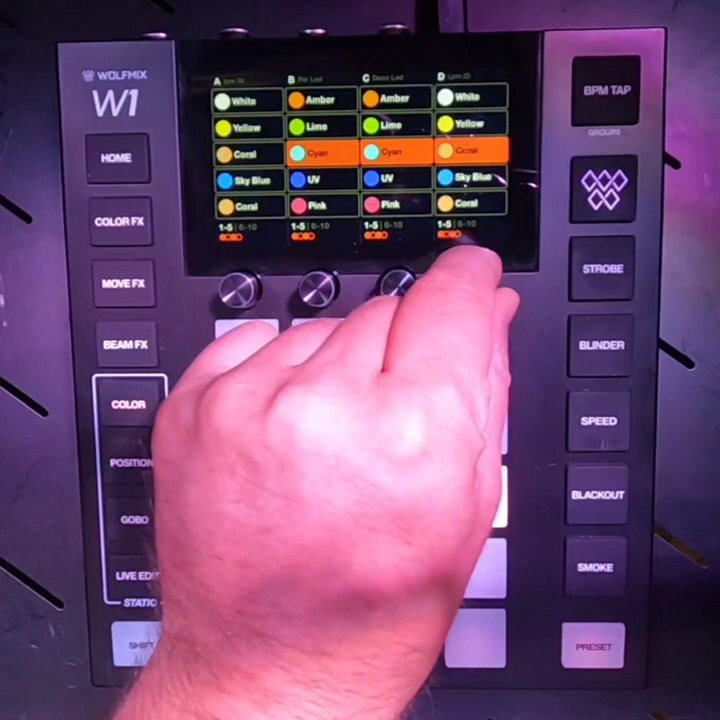 WOLFMIX
W1
HOME
COLOR FX
MOVE FX
BEAM FX
COLOR
POSITION
GOBO
LIVE EDIT
STATIC
SHIFT
A
B Par Led
C Deco Led
D
White Amber Amber White
Yellow Lime Lime Yellow
Coral Cyan Cyan Coral
Sky Blue UV UV Sky Blue
Coral Pink Pink Coral
1-5 | 6-10 1-5 | 6-10 1-5 | 6-10 1-5 | 6-10
BPM TAP
GROUPS
STROBE
BLINDER
SPEED
BLACKOUT
SMOKE
PRESET